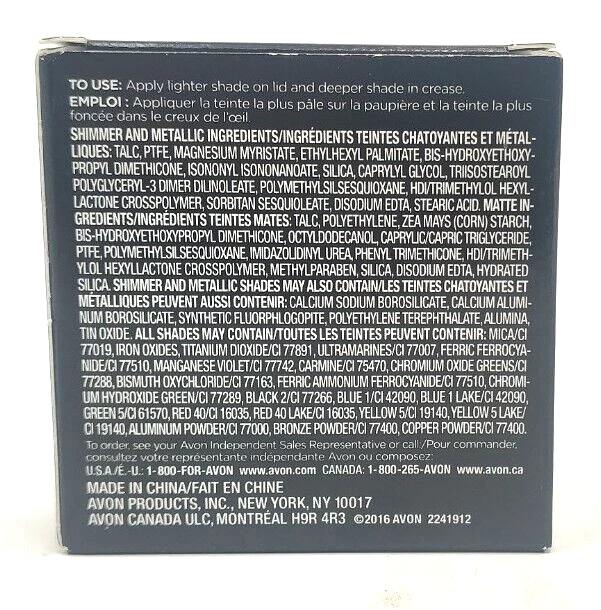 TO USE: Apply lighter shade on lid and deeper shade in crease.
EMPLOI : Appliquer la teinte la plus pâle sur la paupière et la teinte la plus
foncée dans le creux de l'œil.
SHIMMER AND METALLIC INGREDIENTS/INGRÉDIENTS TEINTES CHATOYANTES ET MÉTAL-
LIQUES: TALC, PTFE, MAGNESIUM MYRISTATE, ETHYLHEXYL PALMITATE, BIS-HYDROXYETHOXY-
PROPYL DIMETHICONE, ISONONYL ISONONANOATE, SILICA, CAPRYLYL GLYCOL, TRIISOSTEAROYL
POLYGLYCERYL-3 DIMER DILINOLEATE, POLYMETHYLSILSESQUIOXANE, HDI/TRIMETHYLOL HEXYL-
LACTONE CROSSPOLYMER, SORBITAN SESQUIOLEATE, DISODIUM EDTA, STEARIC ACID. MATTE IN-
GREDIENTS/INGRÉDIENTS TEINTES MATES: TALC, POLYETHYLENE, ZEA MAYS (CORN) STARCH,
BIS-HYDROXYETHOXYPROPYL DIMETHICONE, OCTYLDODECANOL, CAPRYLIC/CAPRIC TRIGLYCERIDE,
PTFE, POLYMETHYLSILSESQUIOXANE, IMIDAZOLIDINYL UREA, PHENYL TRIMETHICONE, HDI/TRIMETH-
YLOL HEXYLLACTONE CROSSPOLYMER, METHYLPARABEN, SILICA, DISODIUM EDTA, HYDRATED
SILICA. SHIMMER AND METALLIC SHADES MAY ALSO CONTAIN/LES TEINTES CHATOYANTES ET
MÉTALLIQUES PEUVENT AUSSI CONTENIR: CALCIUM SODIUM BOROSILICATE, CALCIUM ALUMI-
NUM BOROSILICATE, SYNTHETIC FLUORPHLOGOPITE, POLYETHYLENE TEREPHTHALATE, ALUMINA,
TIN OXIDE. ALL SHADES MAY CONTAIN/TOUTES LES TEINTES PEUVENT CONTENIR: MICA/CI
77019, IRON OXIDES, TITANIUM DIOXIDE/CI 77891, ULTRAMARINES/CI 77007, FERRIC FERROCYA-
NIDE/CI 77510, MANGANESE VIOLET/CI 77742, CARMINE/CI 75470, CHROMIUM OXIDE GREENS/CI
77288, BISMUTH OXYCHLORIDE/CI 77163, FERRIC AMMONIUM FERROCYANIDE/CI 77510, CHROMI-
UM HYDROXIDE GREEN/CI 77289, BLACK 2/CI 77266, BLUE 1/CI 42090, BLUE 1 LAKE/CI 42090,
GREEN 5/CI 61570, RED 40/CI 16035, RED 40 LAKE/CI 16035, YELLOW 5/CI 19140, YELLOW 5 LAKE/
CI 19140, ALUMINUM POWDER/CI 77000, BRONZE POWDER/CI 77400, COPPER POWDER/CI 77400.
To order, see your Avon Independent Sales Representative or call:/Pour commander,
consultez votre représentante indépendante Avon ou composez:
U.S.A./É.-U.: 1-800-FOR-AVON www.avon.com CANADA: 1-800-265-AVON www.avon.ca
MADE IN CHINA/FAIT EN CHINE
AVON PRODUCTS, INC., NEW YORK, NY 10017
AVON CANADA ULC, MONTRÉAL H9R 4R3 ©2016 AVON 2241912